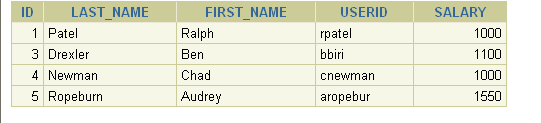 ID LAST_NAME FIRST_NAME USERID SALARY
1 Patel Ralph rpatel 1000
3 Drexler Ben bbiri 1100
4 Newman Chad cnewman 1000
5 Ropeburn Audrey aropebur 1550